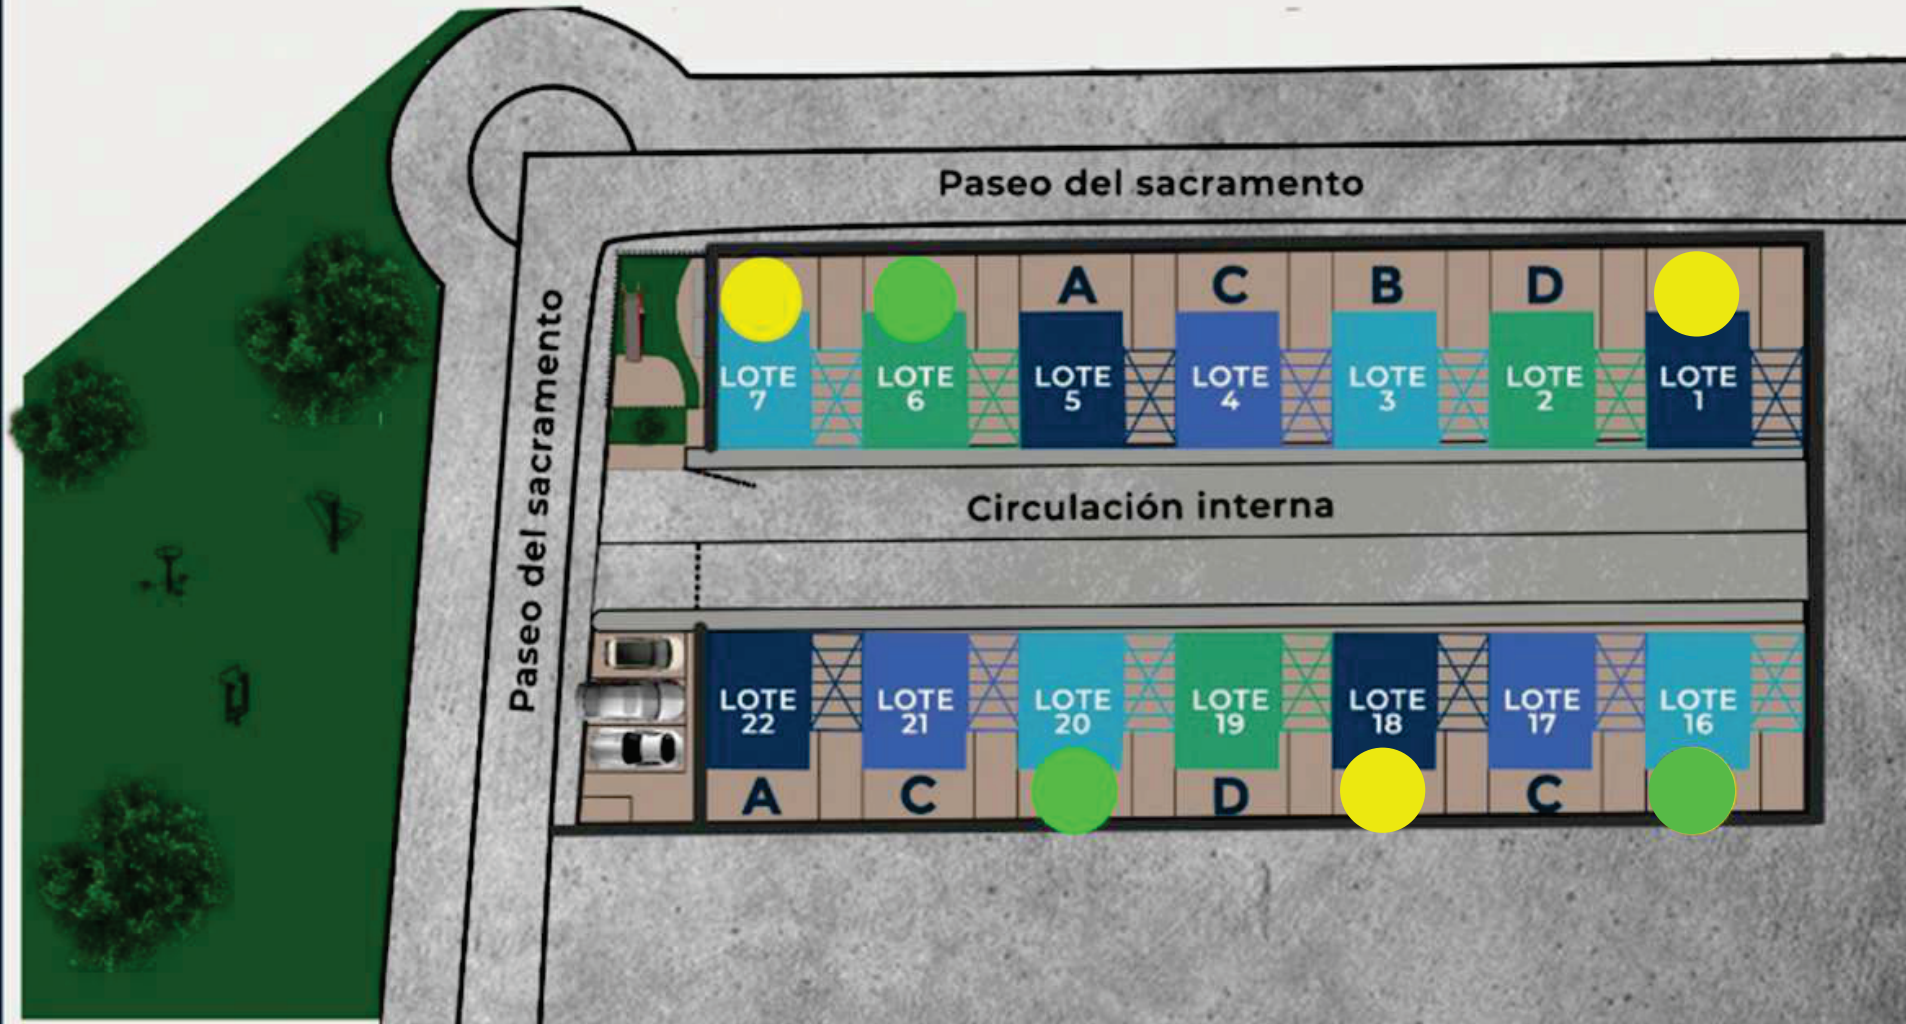 Paseo del sacramento
Paseo del sacramento
A
C
B
D
LOTE
7
LOTE
6
LOTE
5
LOTE
4
LOTE
3
LOTE
2
LOTE
1
Circulación interna
LOTE
22
LOTE
21
LOTE
20
LOTE
19
LOTE
18
LOTE
17
LOTE
16
A
C
D
C